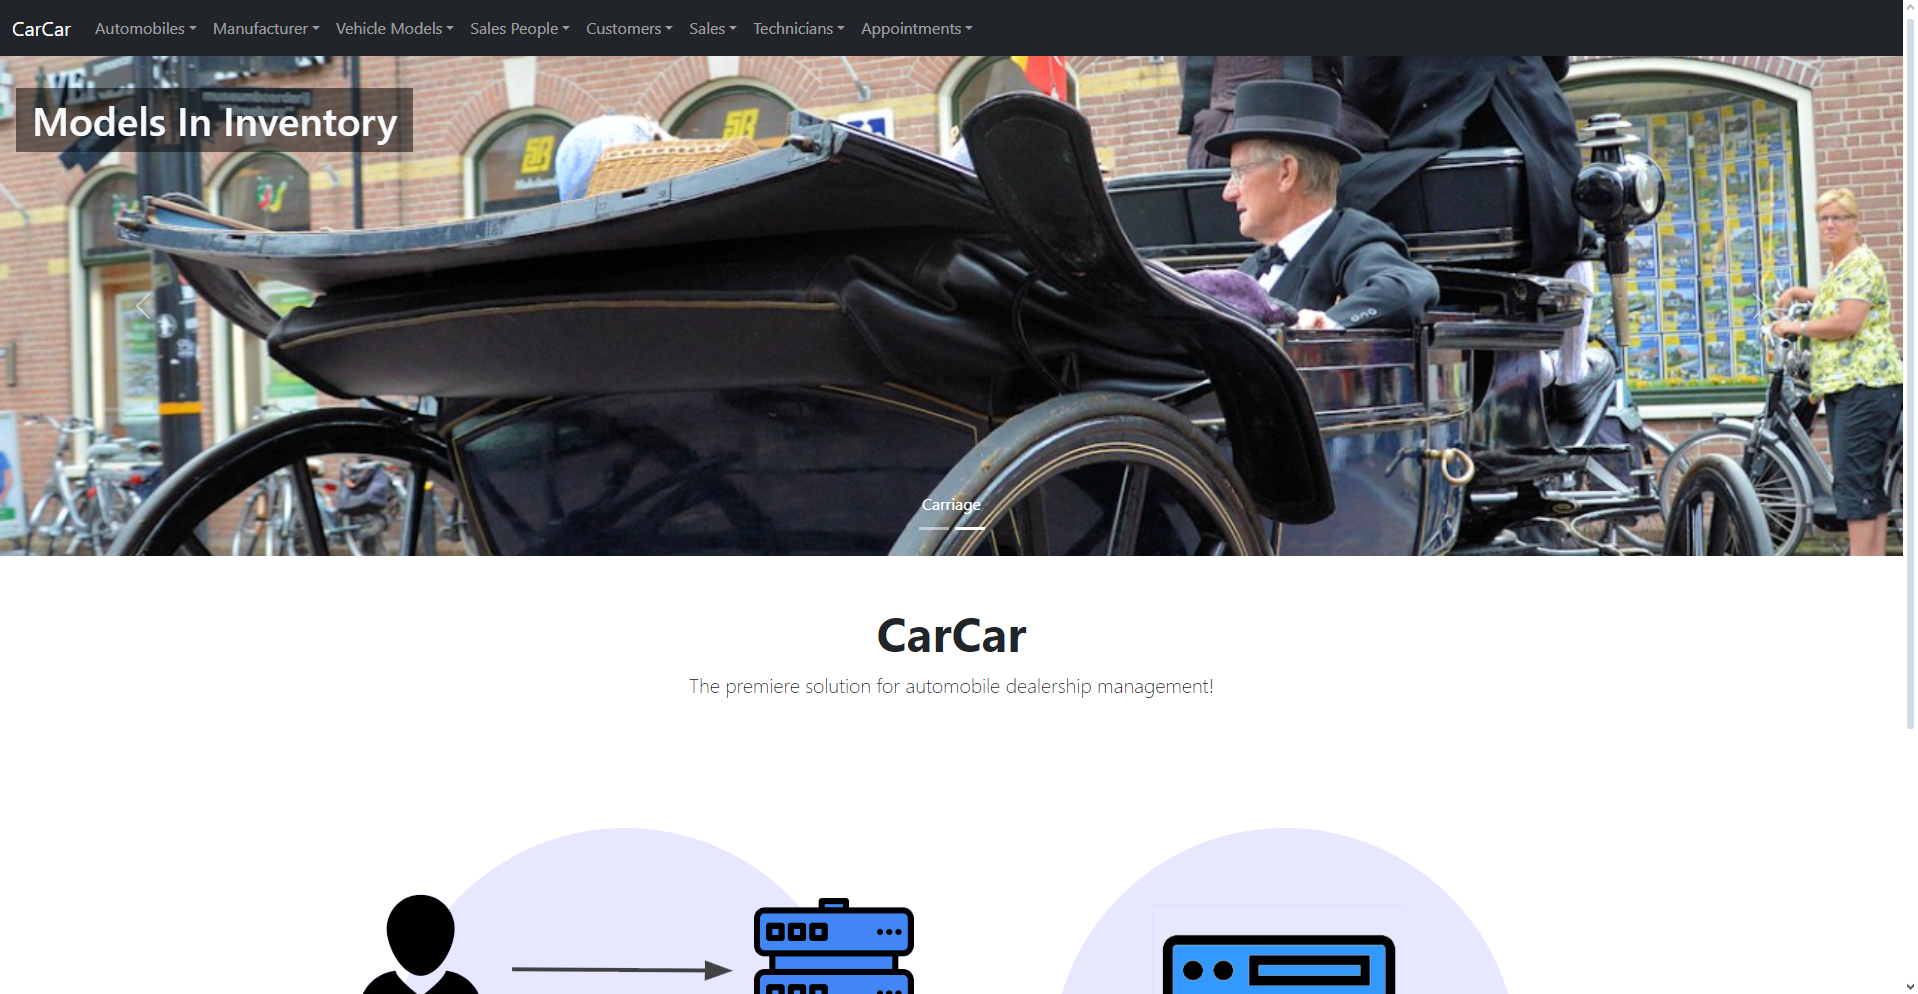 CarCar Automobiles Manufacturer Vehicle Models Sales People Customers Sales Technicians Appointments
Models In Inventory
Carriage
CarCar
The premiere solution for automobile dealership management!